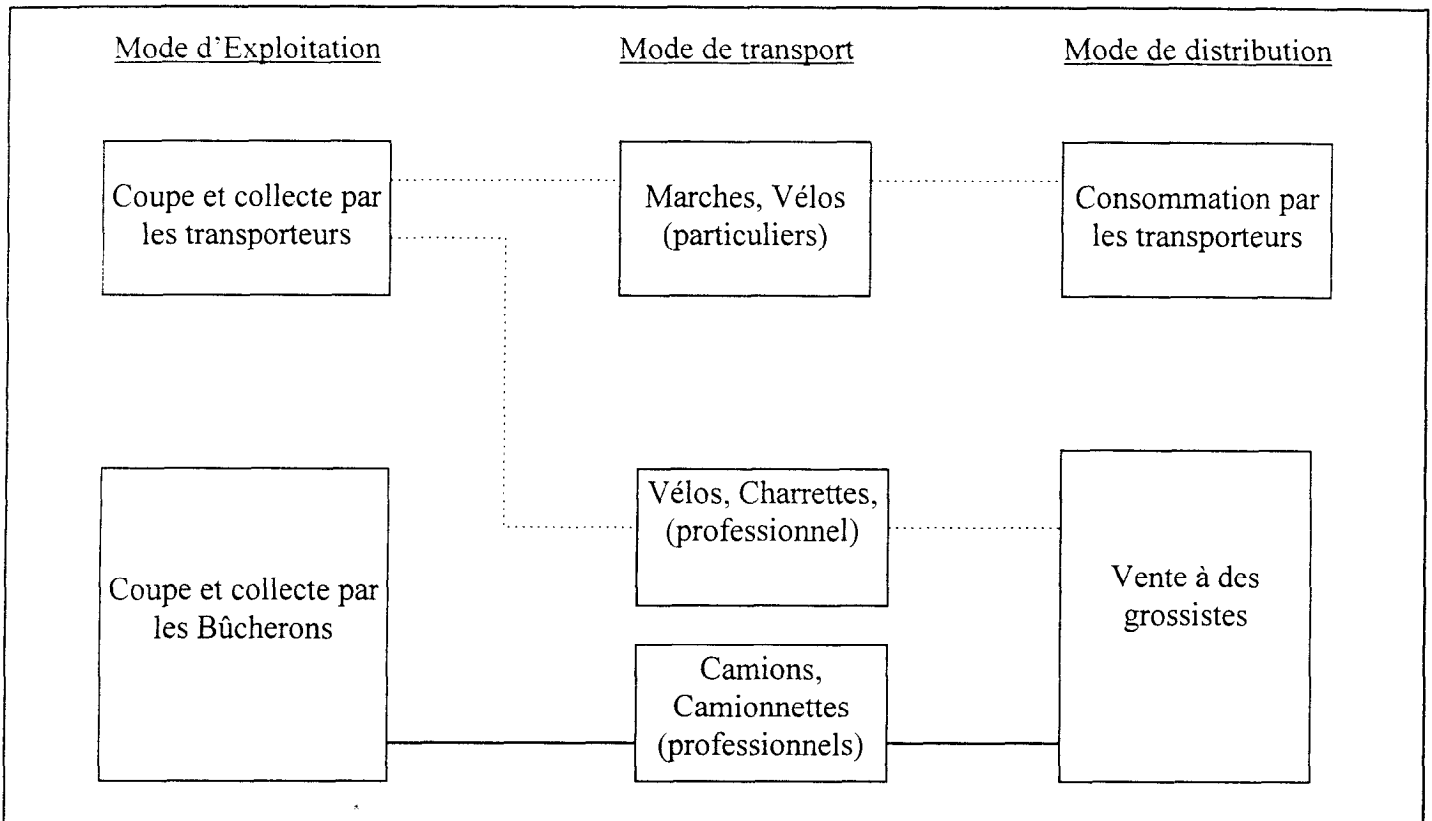 Mode d'Exploitation
Mode de transport
Mode de distribution
Coupe et collecte par
les transporteurs
Marches, Vélos
(particuliers)
Consommation par
les transporteurs
Coupe et collecte par
les Bûcherons
Vélos, Charrettes,
(professionnel)
Camions,
Camionnettes
(professionnels)
Vente à des
grossistes